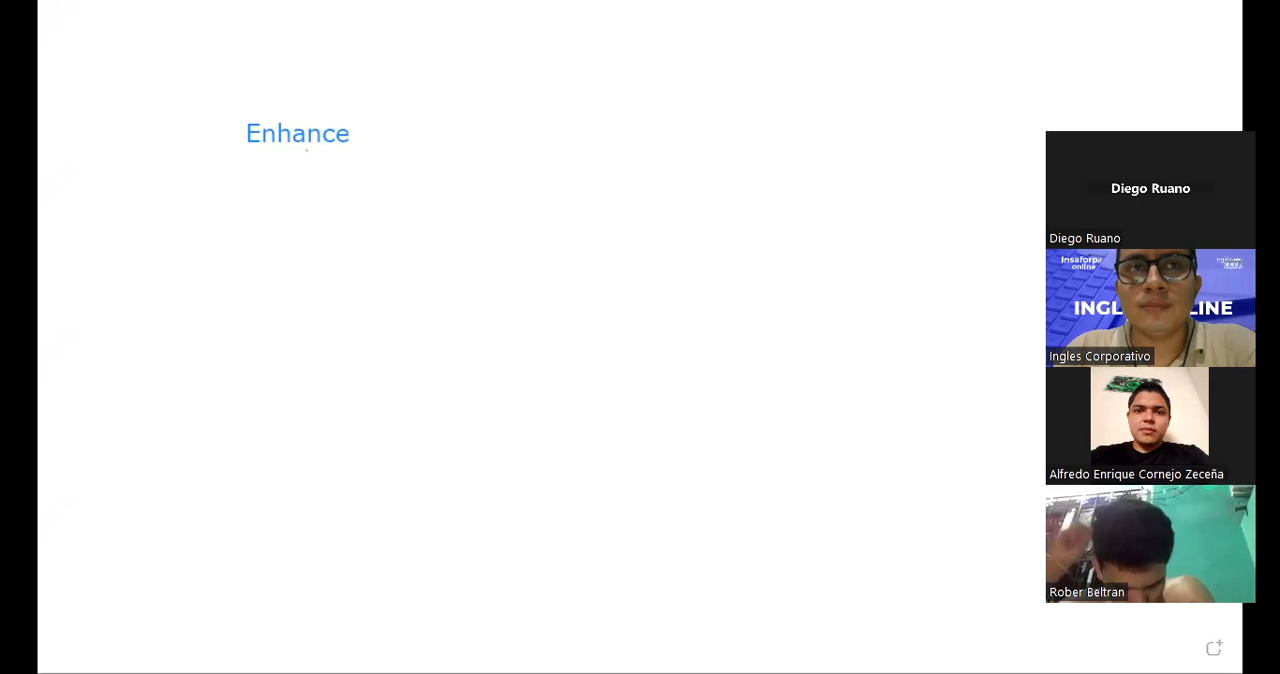 Enhance
Diego Ruano
Diego Ruano
Insaforp
online
INGL LINE
Ingles Corporativo
Alfredo Enrique Cornejo Zeceña
Rober Beltran